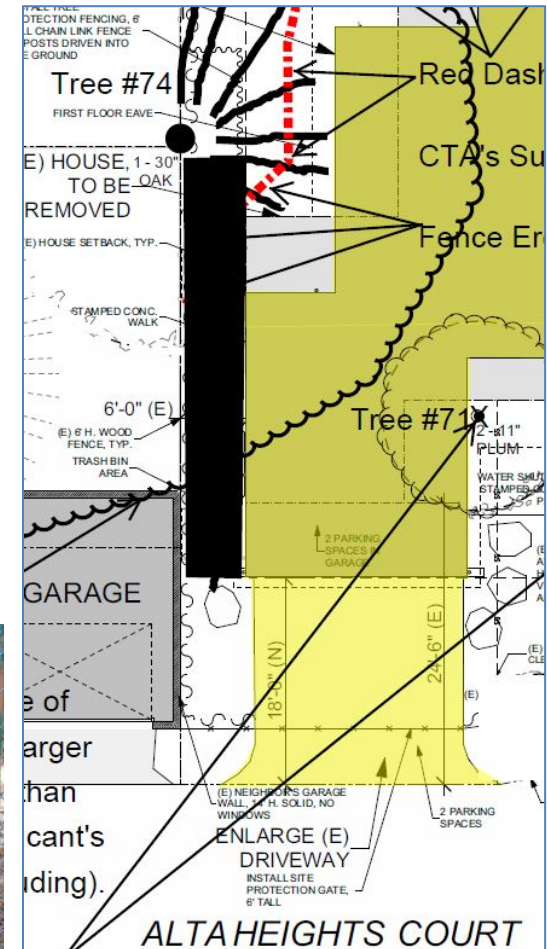 OTECTION FENCING, 6'
L CHAIN LINK FENCE
POSTS DRIVEN INTO
E GROUND
Tree #74
FIRST FLOOR EAVE
E) HOUSE,
TO BE
REMOVED
1 - 30"
OAK
(E) HOUSE SETBACK, TYP.
STAMPED CONC.
WALK
6'-0" (E)
(E) 6' H. WOOD
FENCE, TYP.
TRASH BIN
AREA
Red Dash
CTA's Su
Fence Er
Tree #71
2 - 11"
PLUM
WATER SHUT
STAMPED
2 PARKING
SPACES IN
GARAGE
GARAGE
18'-0" (N)
24'-6" (E)
(E)
(E)
CLE
e of
arger
than
cant's
uding).
(E) NEIGHBOR'S GARAGE
WALL, 11' H. SOLID, NO
WINDOWS
2 PARKING
SPACES
ENLARGE (E)
DRIVEWAY
INSTALL SITE
PROTECTION GATE,
6' TALL
ALTA HEIGHTS COURT